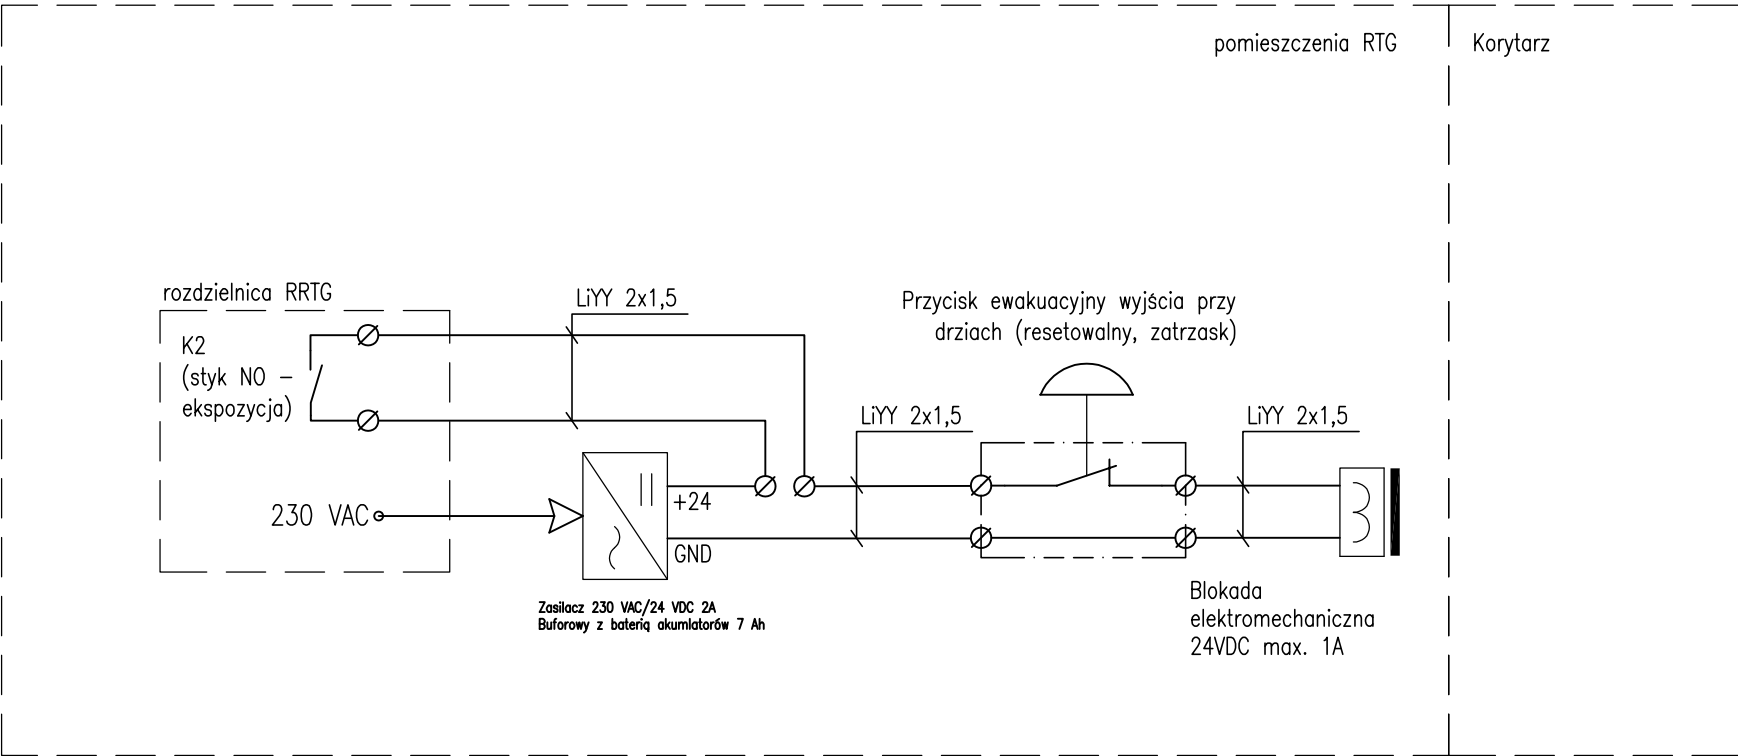 pomieszczenia RTG
Korytarz
rozdzielnica RRTG
LiYY 2x1,5
Przycisk ewakuacyjny wyjścia przy
drziach (resetowalny, zatrzask)
K2
(styk NO –
ekspozycja)
LiYY 2x1,5
LiYY 2x1,5
+24
230 VAC
GND
Zasilacz 230 VAC/24 VDC 2A
Buforowy z baterią akumlatorów 7 Ah
Blokada
elektromechaniczna
24VDC max. 1A